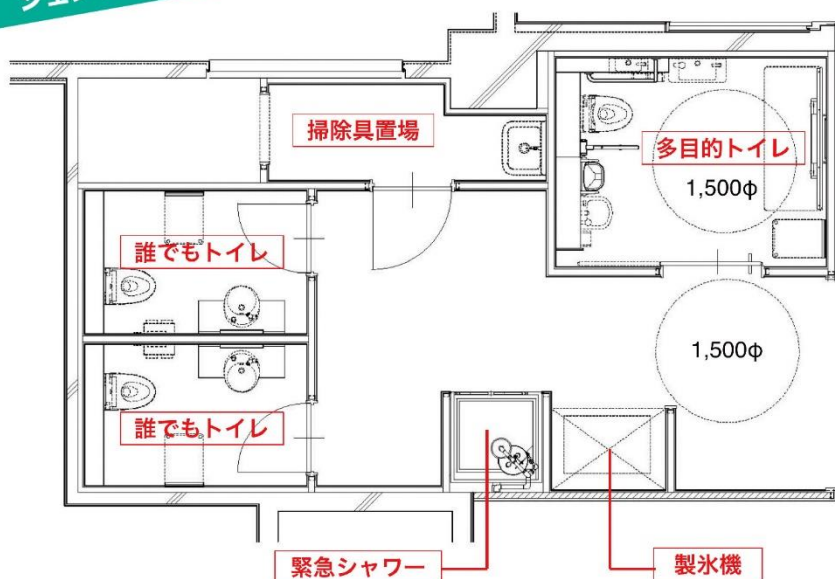 掃除具置場
多目的トイレ
1,500φ
誰でもトイレ
1,500φ
誰でもトイレ
緊急シャワー
製氷機